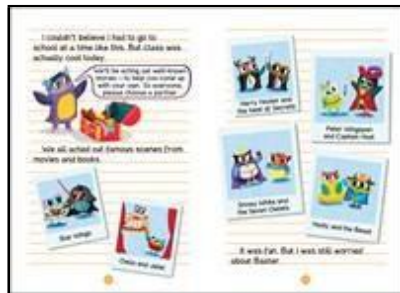 I couldn't believe I had to go to
school at a time like this. But class was
actually cool today.
We'll be acting out well-known
stories—to help you come up
with your own. So everyone,
please choose a partner.
We all acted out famous scenes from
movies and books.
Star Wings
Owleo and
Harry Hooter and
the Nest of Secrets
Peter Wingspan
and Captain Hoot
Snowy White and
the Seven Owlets
and the Beast
It was fun. But I was still worried
about Baxter.